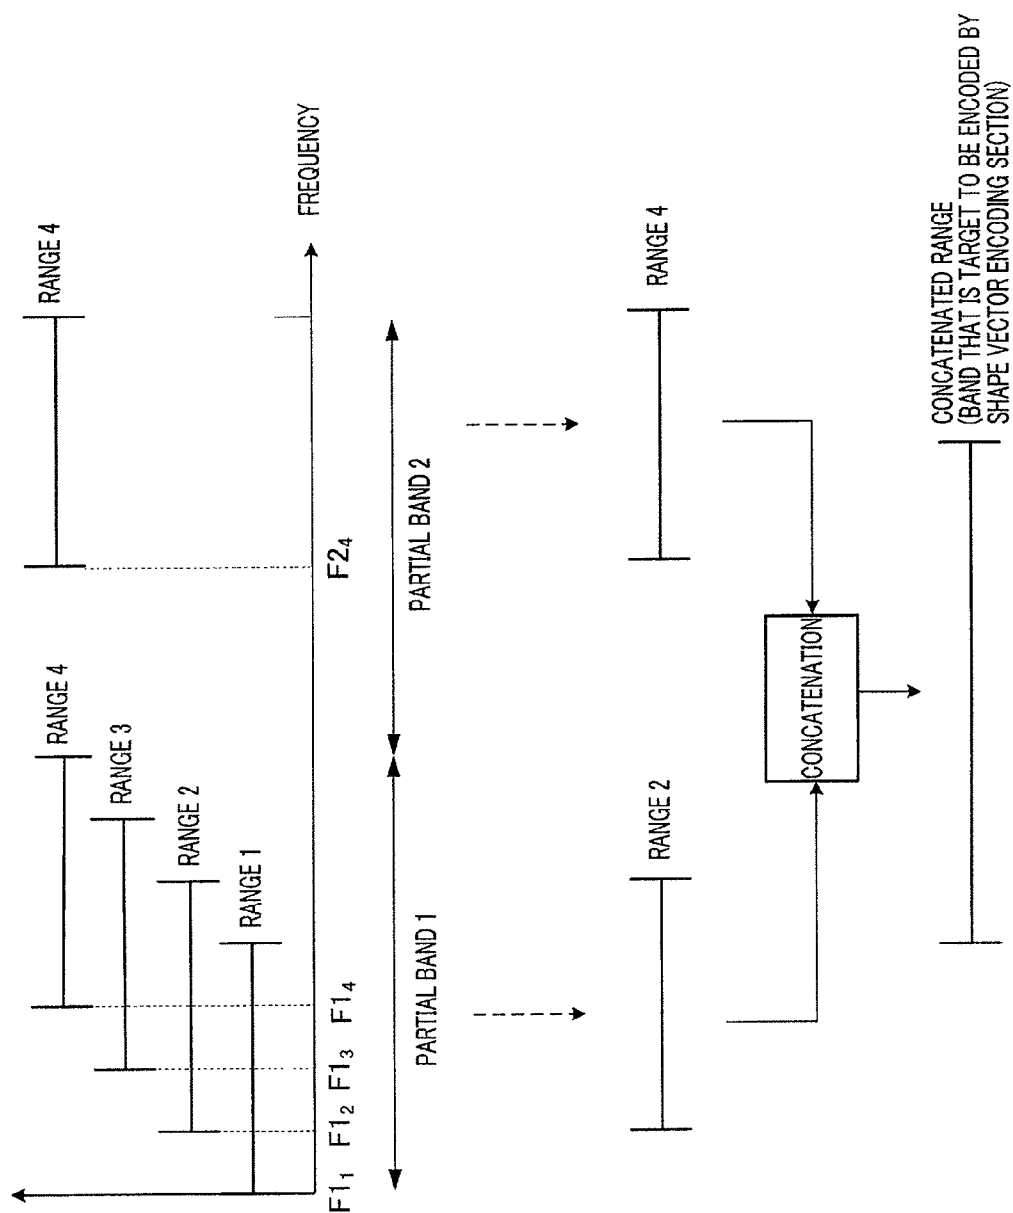 RANGE 4
RANGE 4
RANGE 3
RANGE 2
RANGE 1
FREQUENCY
F1₁
F1₂
F1₃
F1₄
F2₄
PARTIAL BAND 1
PARTIAL BAND 2
RANGE 2
RANGE 4
CONCATENATION
CONCATENATED RANGE
(BAND THAT IS TARGET TO BE ENCODED BY
SHAPE VECTOR ENCODING SECTION)